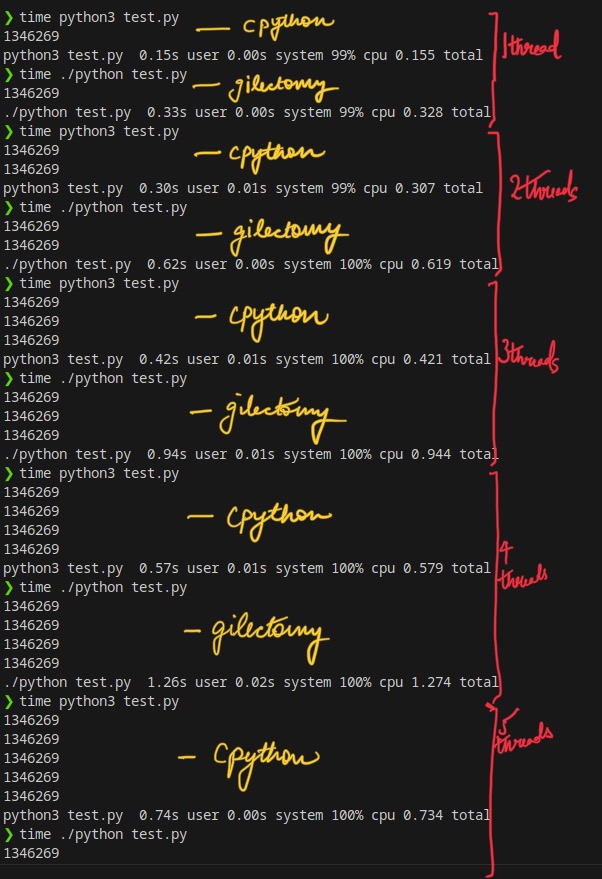 ❯ time python3 test.py — cpython
1346269
python3 test.py  0.15s user 0.00s system 99% cpu 0.155 total
1 thread
❯ time ./python test.py — gilectomy
1346269
./python test.py  0.33s user 0.00s system 99% cpu 0.328 total
❯ time python3 test.py
1346269 — cpython
1346269
python3 test.py  0.30s user 0.01s system 99% cpu 0.307 total
2 threads
❯ time ./python test.py
1346269 — gilectomy
1346269
./python test.py  0.62s user 0.00s system 100% cpu 0.619 total
❯ time python3 test.py
1346269
1346269 — cpython
1346269
python3 test.py  0.42s user 0.01s system 100% cpu 0.421 total
3 threads
❯ time ./python test.py
1346269
1346269 — gilectomy
1346269
./python test.py  0.94s user 0.01s system 100% cpu 0.944 total
❯ time python3 test.py
1346269
1346269
1346269 — cpython
1346269
1346269
python3 test.py  0.57s user 0.01s system 100% cpu 0.579 total
4
threads
❯ time ./python test.py
1346269
1346269 — gilectomy
1346269
1346269
./python test.py  1.26s user 0.02s system 100% cpu 1.274 total
❯ time python3 test.py
1346269
5
threads
1346269
1346269 — Cpython
1346269
1346269
python3 test.py  0.74s user 0.00s system 100% cpu 0.734 total
❯ time ./python test.py
1346269